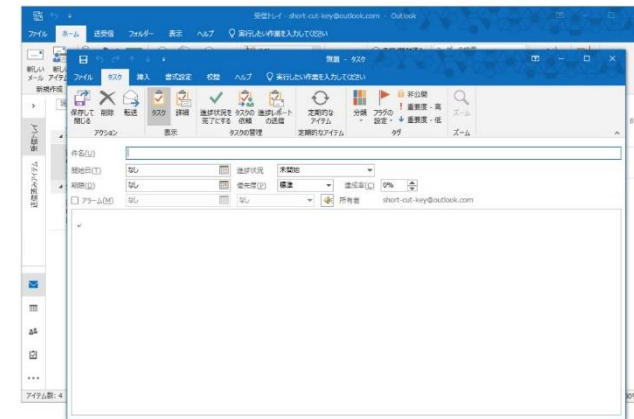 受信トレイ - short-cut-key@outlook.com - Outlook
ファイル ホーム 送受信 フォルダー 表示 ヘルプ 実行したい作業を入力してください
新しい メール
新規作成
無題 - タスク
ファイル タスク 挿入 書式設定 校閲 ヘルプ 実行したい作業を入力してください
保存して 閉じる 削除 転送 タスク 詳細 進捗状況を 完了にする タスクの 依頼 進捗レポート の送信 定期的な アイテム 分類 フラグの 設定 非公開 重要度 - 高 重要度 - 低 ズーム
アクション 表示 タスクの管理 定期的なアイテム タグ ズーム
件名(U)
開始日(T) なし 進捗状況 未開始
期限(D) なし 優先度(P) 標準 達成率(C) 0%
アラーム(M) なし なし 所有者 short-cut-key@outlook.com
アイテム数: 4